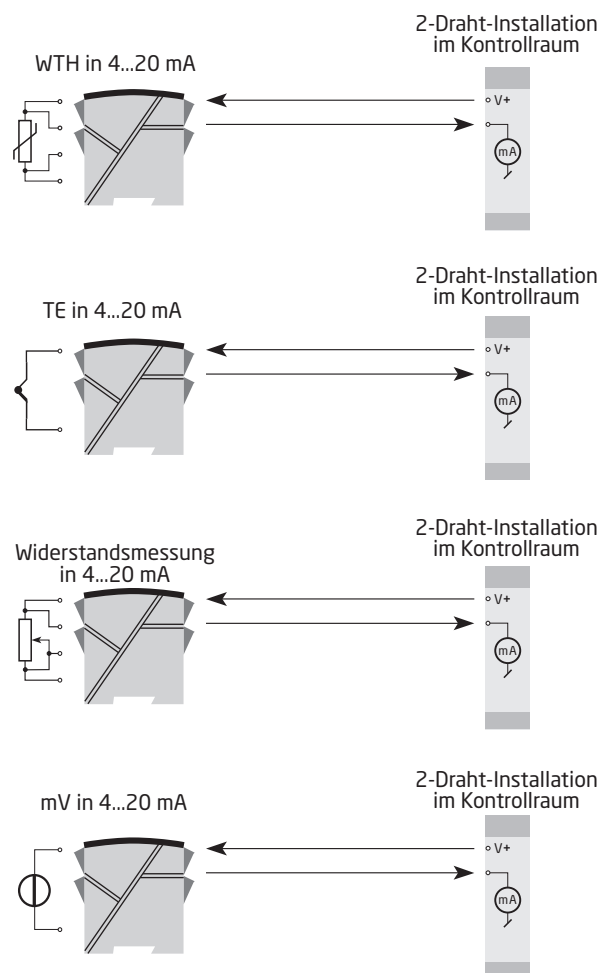 2-Draht-Installation
im Kontrollraum
WTH in 4...20 mA
V+
mA
2-Draht-Installation
im Kontrollraum
TE in 4...20 mA
V+
mA
2-Draht-Installation
im Kontrollraum
Widerstandsmessung
in 4...20 mA
V+
mA
2-Draht-Installation
im Kontrollraum
mV in 4...20 mA
V+
mA